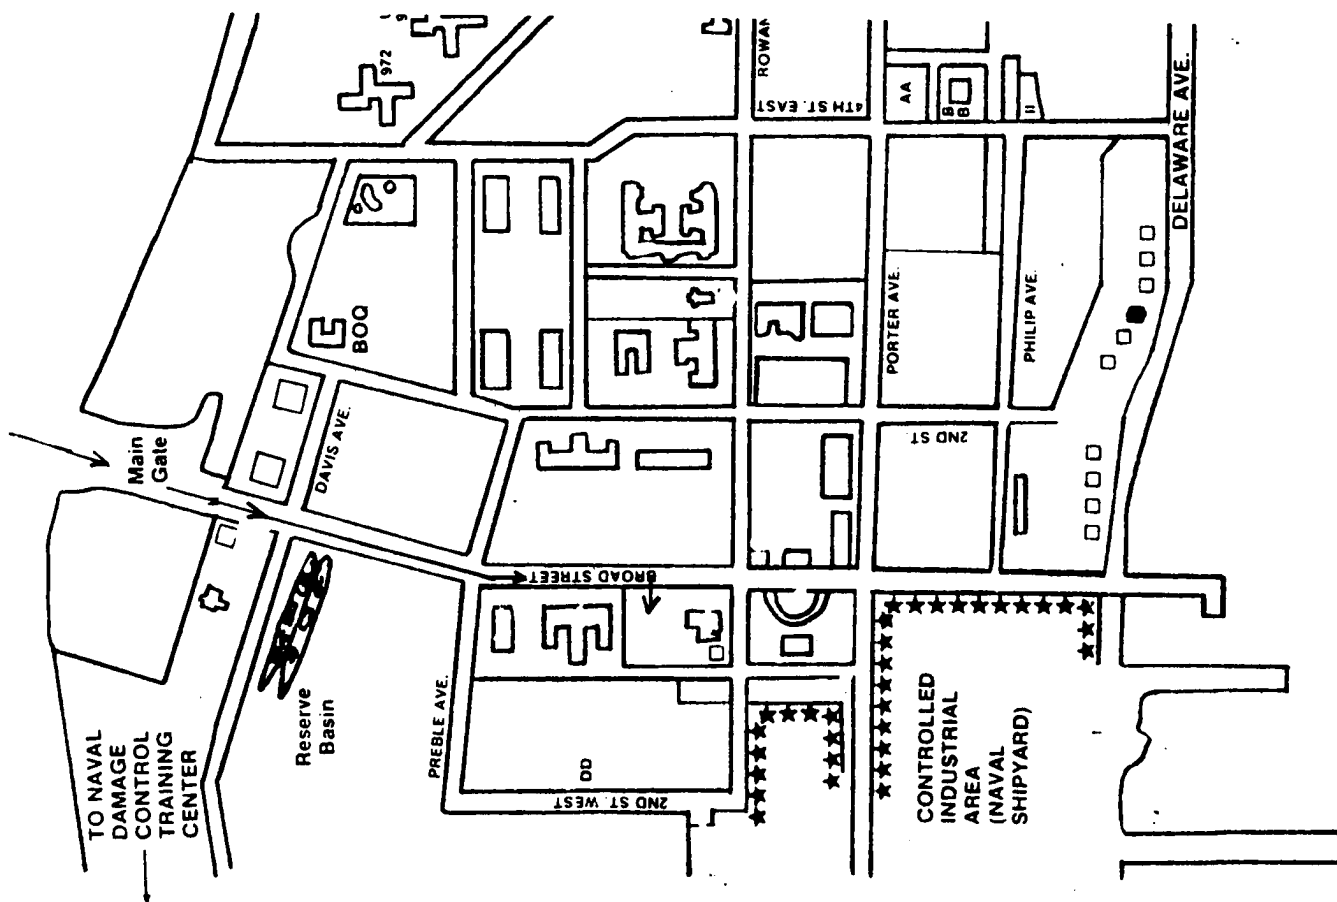 972
ROWAN
4TH ST. EAST
AA
BB
II
DELAWARE AVE.
BOQ
PORTER AVE.
PHILIP AVE.
Main
Gate
DAVIS AVE.
2ND ST.
BROAD STREET
Reserve
Basin
PREBLE AVE.
DD
2ND ST. WEST
TO NAVAL
DAMAGE
CONTROL
TRAINING
CENTER
CONTROLLED
INDUSTRIAL
AREA
(NAVAL
SHIPYARD)